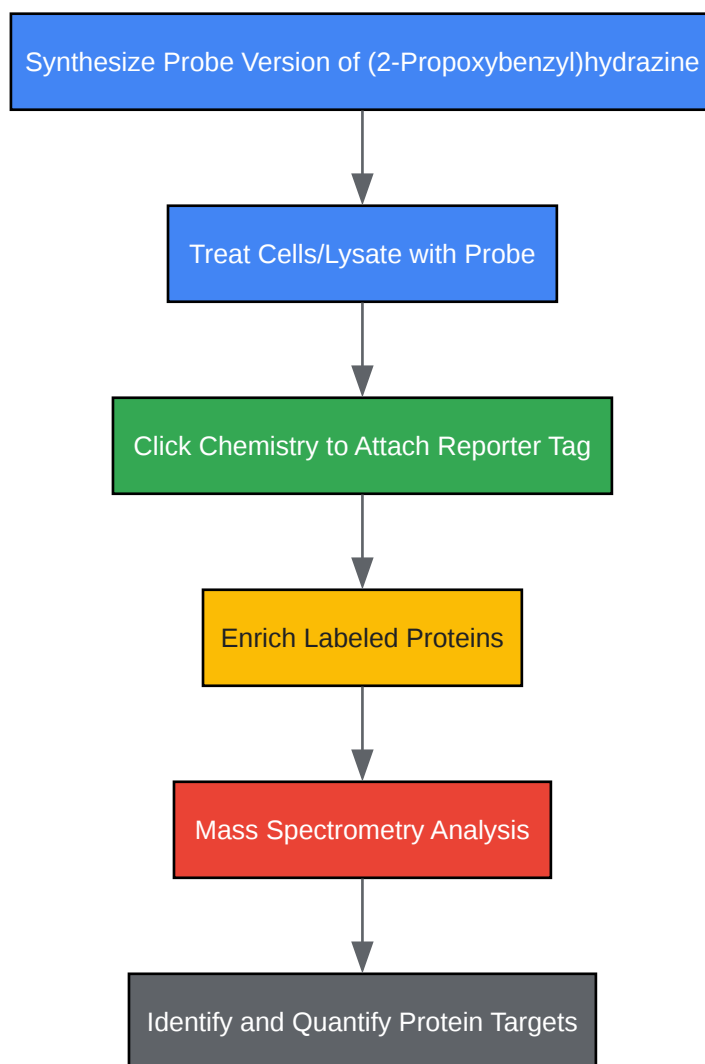 Synthesize Probe Version of (2-Propoxybenzyl)hydrazine
Treat Cells/Lysate with Probe
Click Chemistry to Attach Reporter Tag
Enrich Labeled Proteins
Mass Spectrometry Analysis
Identify and Quantify Protein Targets